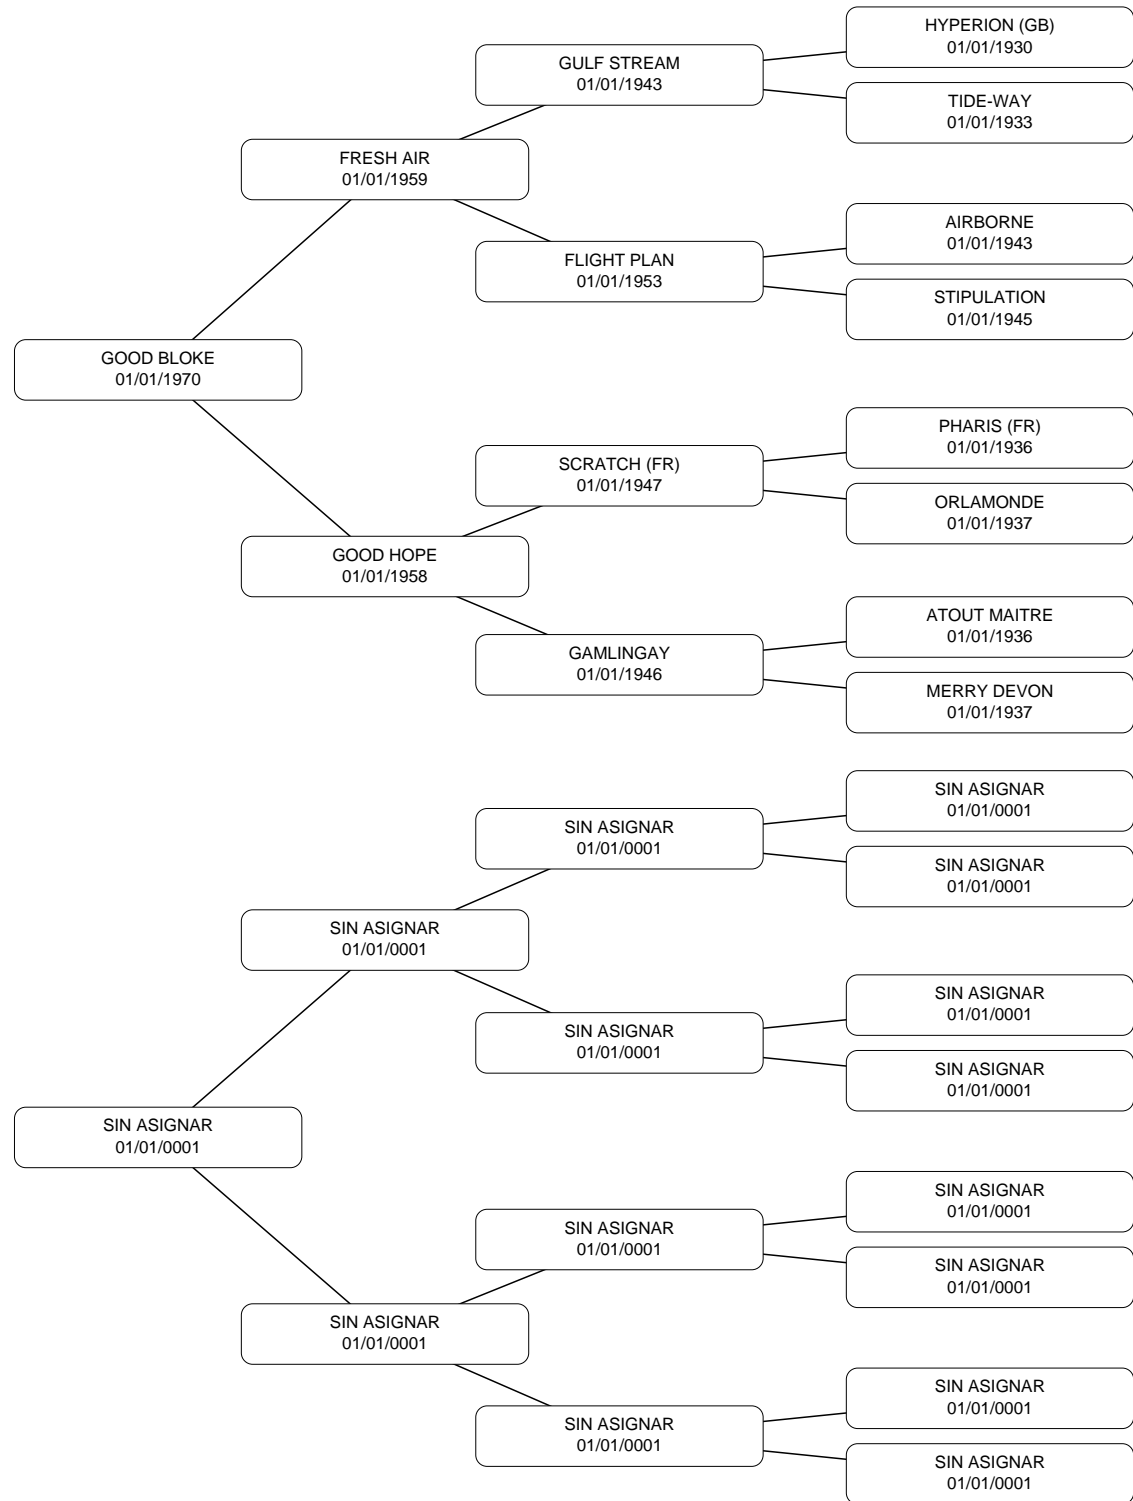 HYPERION (GB)
01/01/1930
GULF STREAM
01/01/1943
TIDE-WAY
01/01/1933
FRESH AIR
01/01/1959
AIRBORNE
01/01/1943
FLIGHT PLAN
01/01/1953
STIPULATION
01/01/1945
GOOD BLOKE
01/01/1970
PHARIS (FR)
01/01/1936
SCRATCH (FR)
01/01/1947
ORLAMONDE
01/01/1937
GOOD HOPE
01/01/1958
ATOUT MAITRE
01/01/1936
GAMLINGAY
01/01/1946
MERRY DEVON
01/01/1937
SIN ASIGNAR
01/01/0001
SIN ASIGNAR
01/01/0001
SIN ASIGNAR
01/01/0001
SIN ASIGNAR
01/01/0001
SIN ASIGNAR
01/01/0001
SIN ASIGNAR
01/01/0001
SIN ASIGNAR
01/01/0001
SIN ASIGNAR
01/01/0001
SIN ASIGNAR
01/01/0001
SIN ASIGNAR
01/01/0001
SIN ASIGNAR
01/01/0001
SIN ASIGNAR
01/01/0001
SIN ASIGNAR
01/01/0001
SIN ASIGNAR
01/01/0001
SIN ASIGNAR
01/01/0001